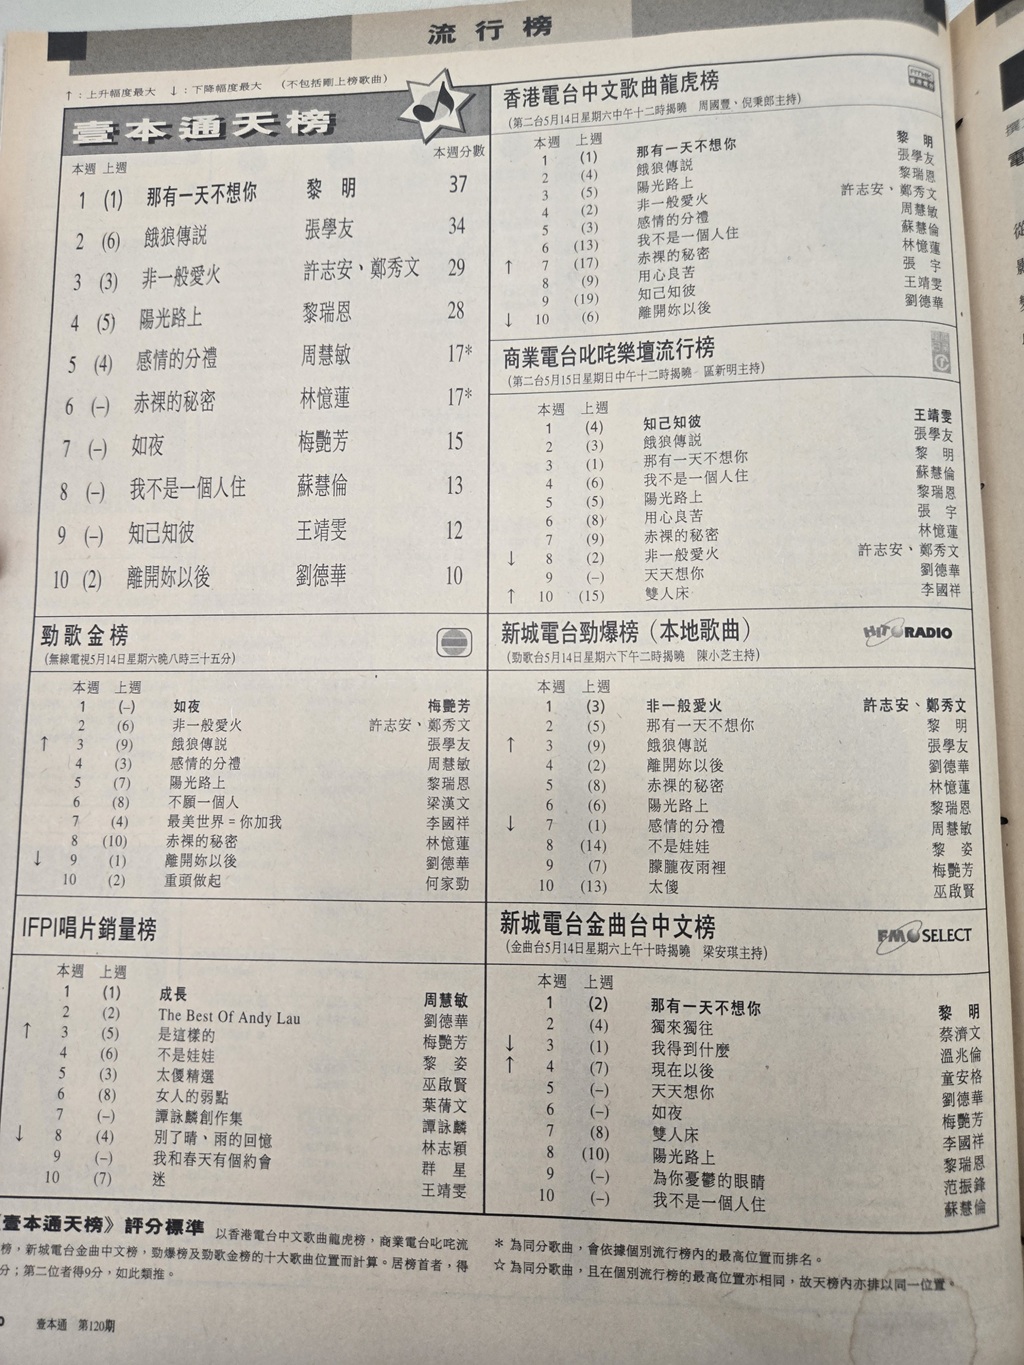 流行榜
↑：上升幅度最大 ↓：下降幅度最大 （不包括剛上榜歌曲）
壹本通天榜
本週 上週 本週分數
1 (1) 那有一天不想你 黎 明 37
2 (6) 餓狼傳說 張學友 34
3 (3) 非一般愛火 許志安、鄭秀文 29
4 (5) 陽光路上 黎瑞恩 28
5 (4) 感情的分禮 周慧敏 17*
6 (–) 赤裸的秘密 林憶蓮 17*
7 (–) 如夜 梅艷芳 15
8 (–) 我不是一個人住 蘇慧倫 13
9 (–) 知己知彼 王靖雯 12
10 (2) 離開妳以後 劉德華 10
香港電台中文歌曲龍虎榜
(第二台5月14日星期六中午十二時揭曉 周國豐、倪秉郎主持)
本週 上週
1 (1) 那有一天不想你 黎 明
2 (4) 餓狼傳說 張學友
3 (5) 陽光路上 黎瑞恩
4 (2) 非一般愛火 許志安、鄭秀文
5 (3) 感情的分禮 周慧敏
6 (13) 我不是一個人住 蘇慧倫
↑ 7 (17) 赤裸的秘密 林憶蓮
8 (9) 用心良苦 張 宇
9 (19) 知己知彼 王靖雯
↓ 10 (6) 離開妳以後 劉德華
商業電台叱咤樂壇流行榜
(第二台5月15日星期日中午十二時揭曉 區新明主持)
本週 上週
1 (4) 知己知彼 王靖雯
2 (3) 餓狼傳說 張學友
3 (1) 那有一天不想你 黎 明
4 (6) 我不是一個人住 蘇慧倫
5 (5) 陽光路上 黎瑞恩
6 (8) 用心良苦 張 宇
7 (9) 赤裸的秘密 林憶蓮
↓ 8 (2) 非一般愛火 許志安、鄭秀文
9 (–) 天天想你 劉德華
↑ 10 (15) 雙人床 李國祥
勁歌金榜
(無線電視5月14日星期六晚八時三十五分)
本週 上週
1 (–) 如夜 梅艷芳
2 (6) 非一般愛火 許志安、鄭秀文
↑ 3 (9) 餓狼傳說 張學友
4 (3) 感情的分禮 周慧敏
5 (7) 陽光路上 黎瑞恩
6 (8) 不願一個人 梁漢文
7 (4) 最美世界=你加我 李國祥
8 (10) 赤裸的秘密 林憶蓮
↓ 9 (1) 離開妳以後 劉德華
10 (2) 重頭做起 何家勁
新城電台勁爆榜（本地歌曲）
HIT RADIO
(勁歌台5月14日星期六下午二時揭曉 陳小芝主持)
本週 上週
1 (3) 非一般愛火 許志安、鄭秀文
2 (5) 那有一天不想你 黎 明
↑ 3 (9) 餓狼傳說 張學友
4 (2) 離開妳以後 劉德華
5 (8) 赤裸的秘密 林憶蓮
6 (6) 陽光路上 黎瑞恩
↓ 7 (1) 感情的分禮 周慧敏
8 (14) 不是娃娃 黎 姿
9 (7) 朦朧夜雨裡 梅艷芳
10 (13) 太傻 巫啟賢
IFPI唱片銷量榜
本週 上週
1 (1) 成長 周慧敏
2 (2) The Best Of Andy Lau 劉德華
↑ 3 (5) 是這樣的 梅艷芳
4 (6) 不是娃娃 黎 姿
5 (3) 太傻精選 巫啟賢
6 (8) 女人的弱點 葉蒨文
7 (–) 譚詠麟創作集 譚詠麟
↓ 8 (4) 別了晴、雨的回憶 林志穎
9 (–) 我和春天有個約會 群 星
10 (7) 迷 王靖雯
新城電台金曲台中文榜
FM SELECT
(金曲台5月14日星期六上午十時揭曉 梁安琪主持)
本週 上週
1 (2) 那有一天不想你 黎 明
2 (4) 獨來獨往 蔡濟文
↓ 3 (1) 我得到什麼 溫兆倫
↑ 4 (7) 現在以後 童安格
5 (–) 天天想你 劉德華
6 (–) 如夜 梅艷芳
7 (8) 雙人床 李國祥
8 (10) 陽光路上 黎瑞恩
9 (–) 為你憂鬱的眼睛 范振鋒
10 (–) 我不是一個人住 蘇慧倫
《壹本通天榜》評分標準 以香港電台中文歌曲龍虎榜，商業電台叱咤流
榜，新城電台金曲中文榜，勁爆榜及勁歌金榜的十大歌曲位置而計算。居榜首者，得
分；第二位者得9分，如此類推。
＊為同分歌曲，會依據個別流行榜內的最高位置而排名。
☆為同分歌曲，且在個別流行榜的最高位置亦相同，故天榜內亦排以同一位置。
壹本通 第120期